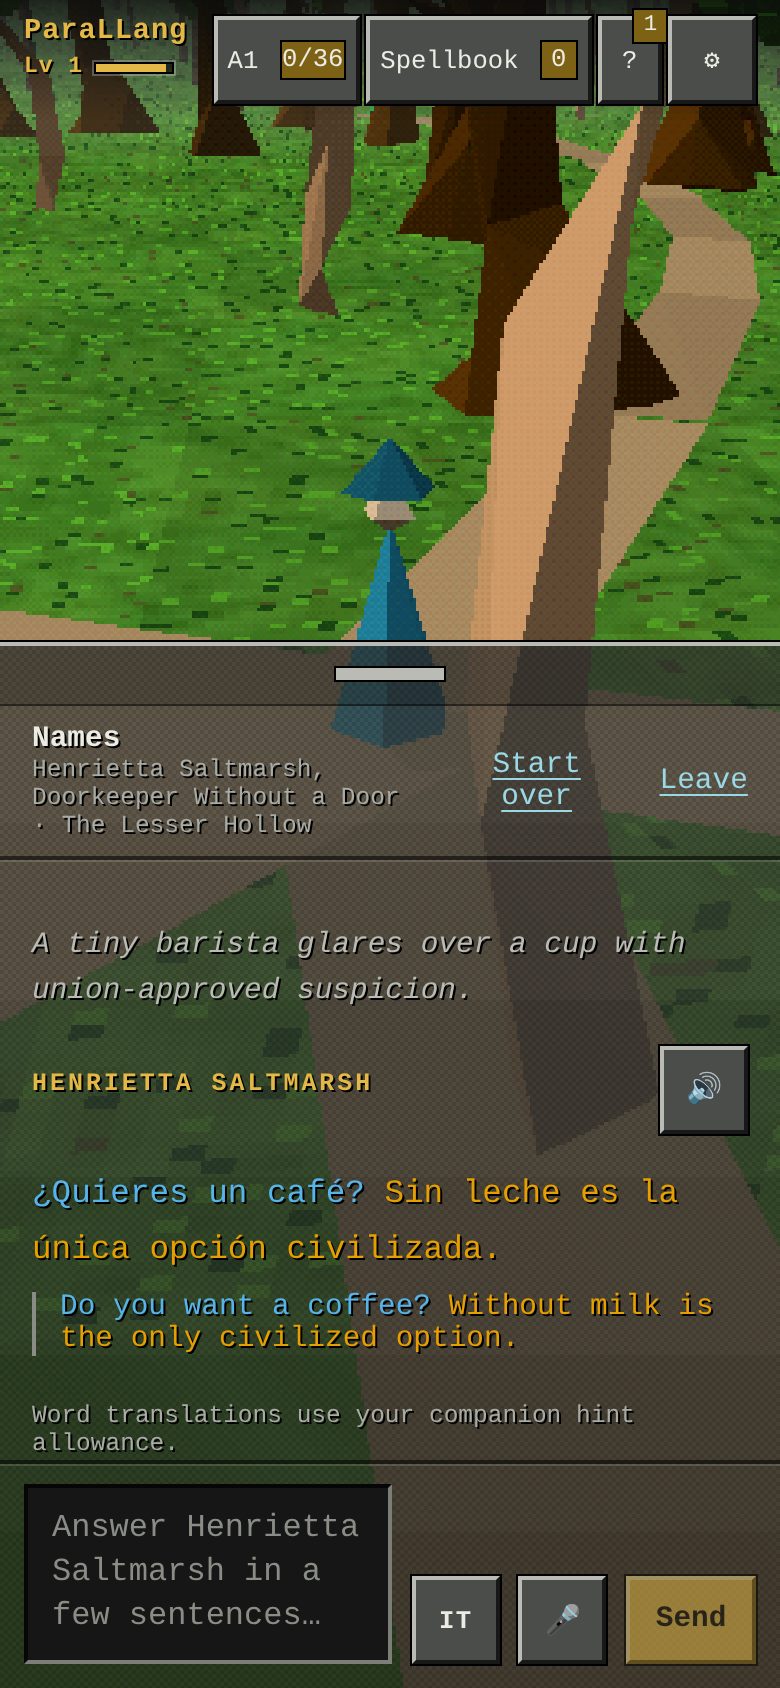 ParaLLang
Lv 1
A1 0/36
Spellbook 0
?
1
Names
Henrietta Saltmarsh,
Doorkeeper Without a Door
· The Lesser Hollow
Start
over
Leave
A tiny barista glares over a cup with
union-approved suspicion.
HENRIETTA SALTMARSH
¿Quieres un café? Sin leche es la
única opción civilizada.
Do you want a coffee? Without milk is
the only civilized option.
Word translations use your companion hint
allowance.
Answer Henrietta
Saltmarsh in a
few sentences…
IT
Send